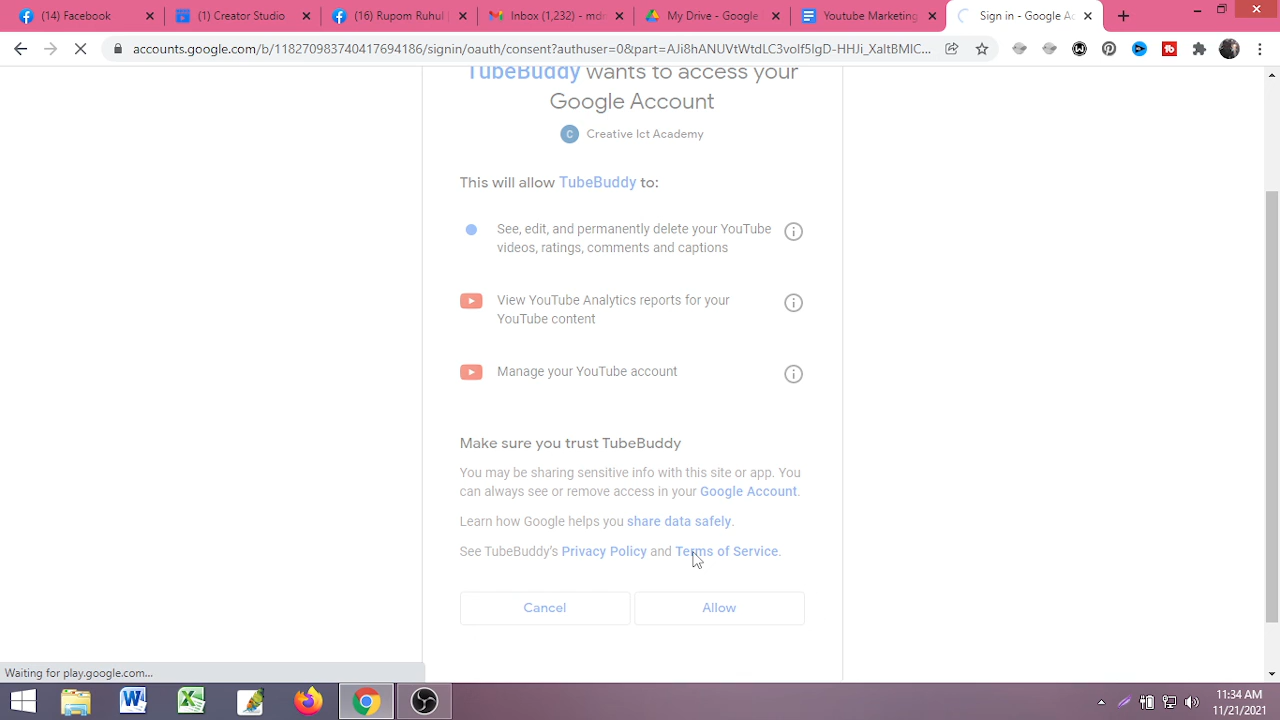 (14) Facebook
(1) Creator Studio
(16) Rupom Ruhul
Inbox (1,232) - mdr
My Drive - Google
Youtube Marketing
Sign in - Google Ac
accounts.google.com/b/118270983740417694186/signin/oauth/consent?authuser=0&part=AJi8hANUVtWtdLC3voIf5IgD-HHJi_XaItBMIC...
TubeBuddy wants to access your
Google Account
C Creative Ict Academy
This will allow TubeBuddy to:
See, edit, and permanently delete your YouTube
videos, ratings, comments and captions
View YouTube Analytics reports for your
YouTube content
Manage your YouTube account
Make sure you trust TubeBuddy
You may be sharing sensitive info with this site or app. You
can always see or remove access in your Google Account.
Learn how Google helps you share data safely.
See TubeBuddy's Privacy Policy and Terms of Service.
Cancel
Allow
Waiting for play.google.com...
11:34 AM
11/21/2021